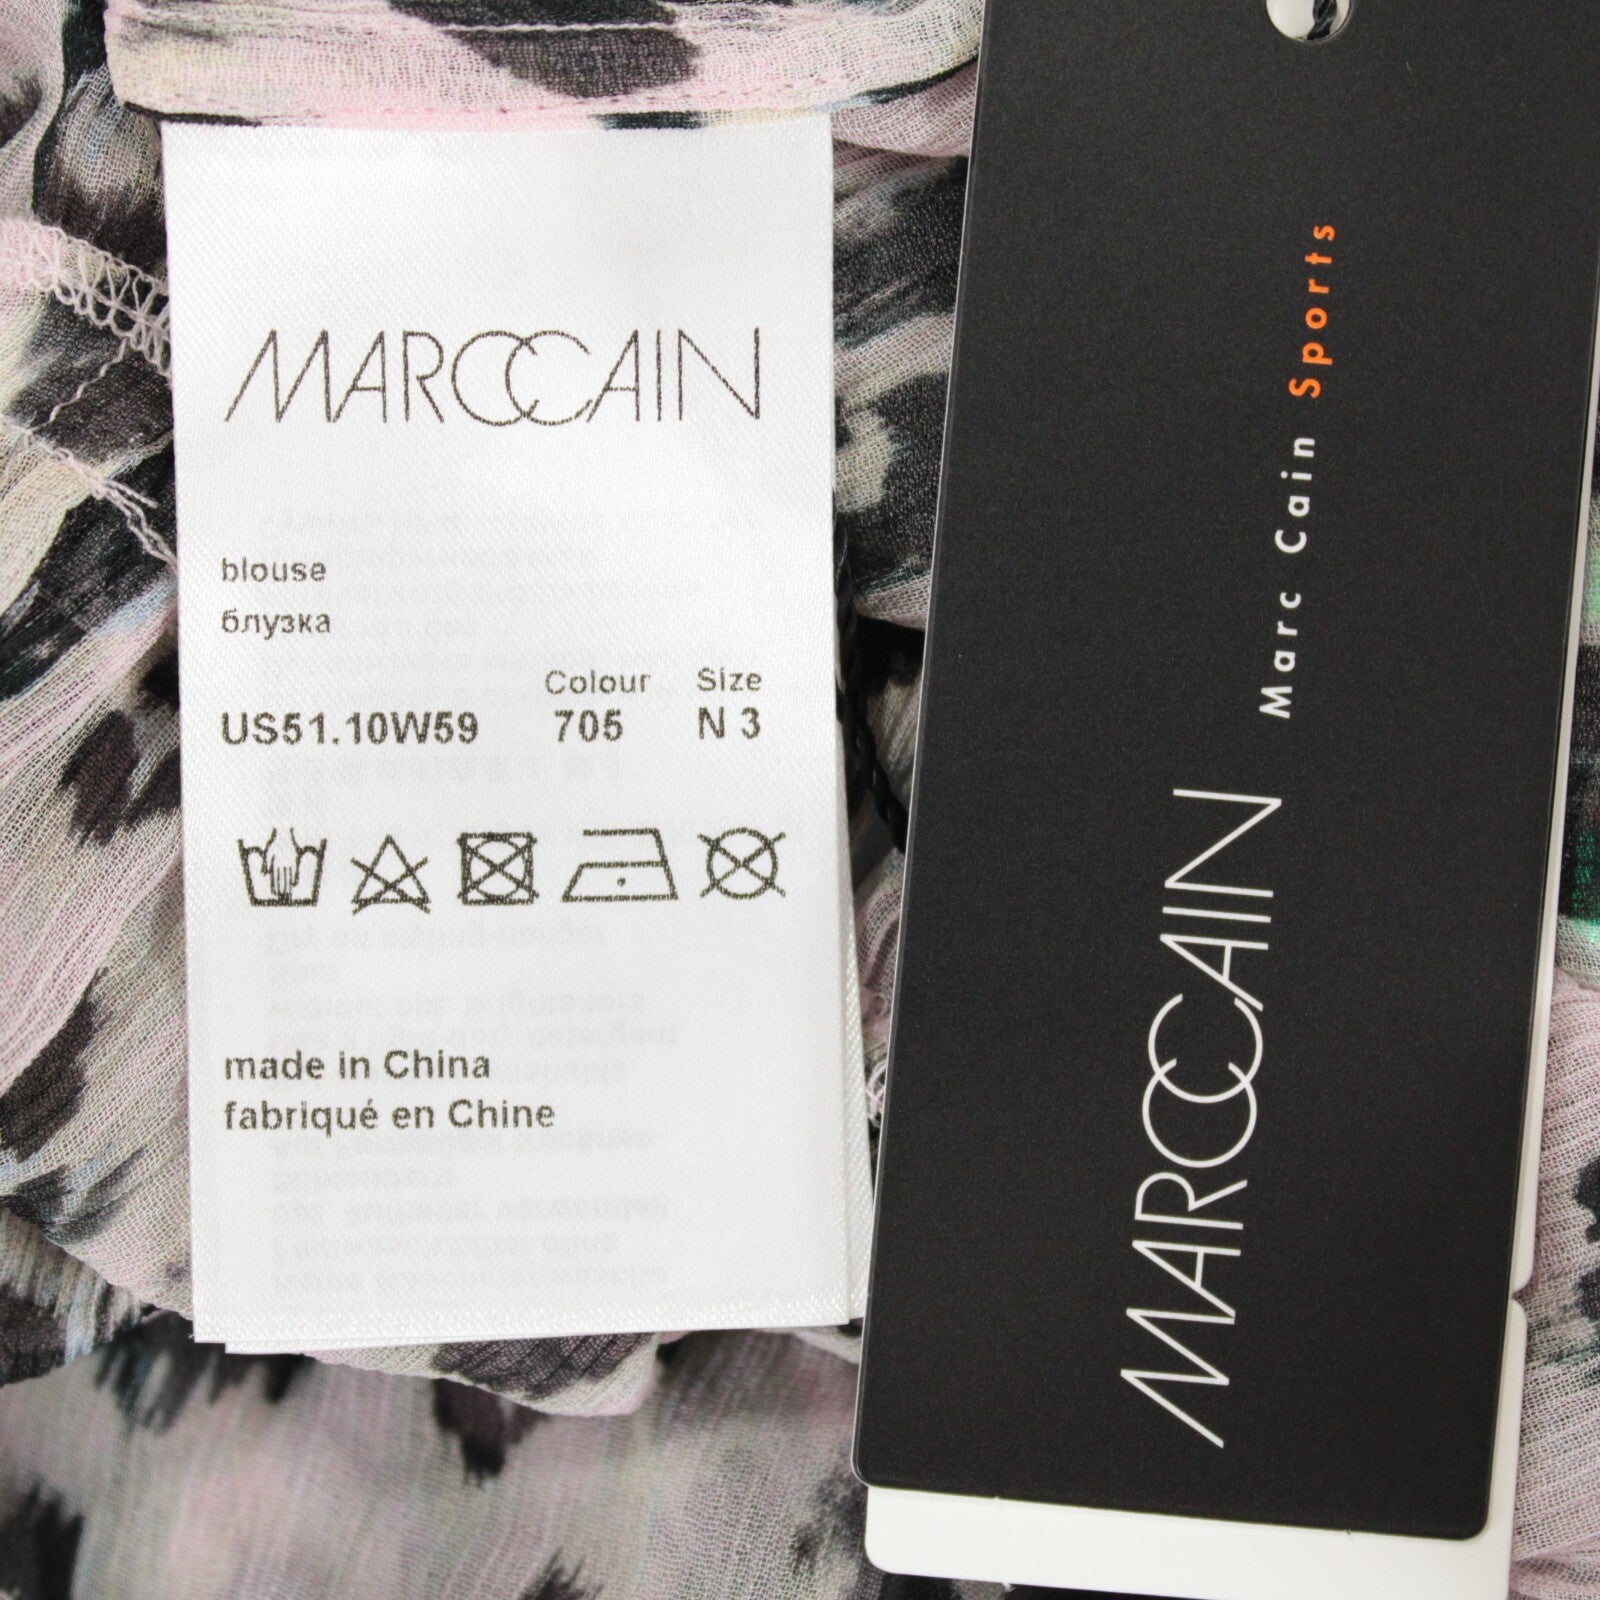 MARCCAIN
blouse
блузка
Colour Size
US51.10W59 705 N 3
made in China
fabriqué en Chine
Marc Cain Sports
MARCCAIN